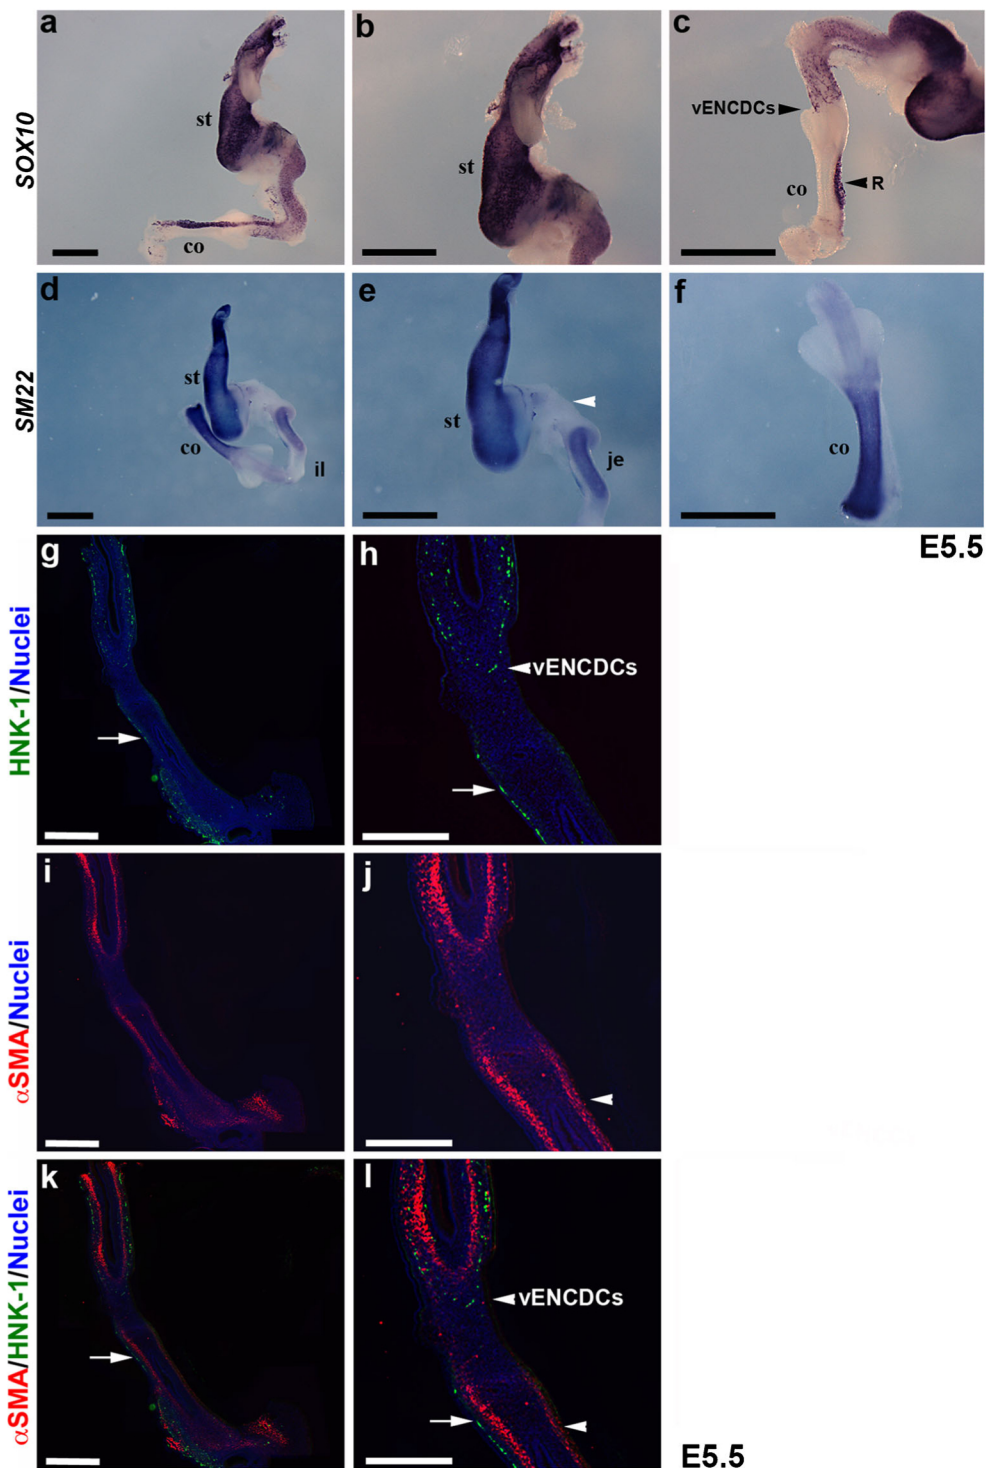 a
b
c
SOX10
st
co
st
vENCDCs
co
R
d
e
f
SM22
st
co
il
st
je
co
E5.5
g
h
HNK-1/Nuclei
vENCDCs
i
j
αSMA/Nuclei
k
l
αSMA/HNK-1/Nuclei
vENCDCs
E5.5